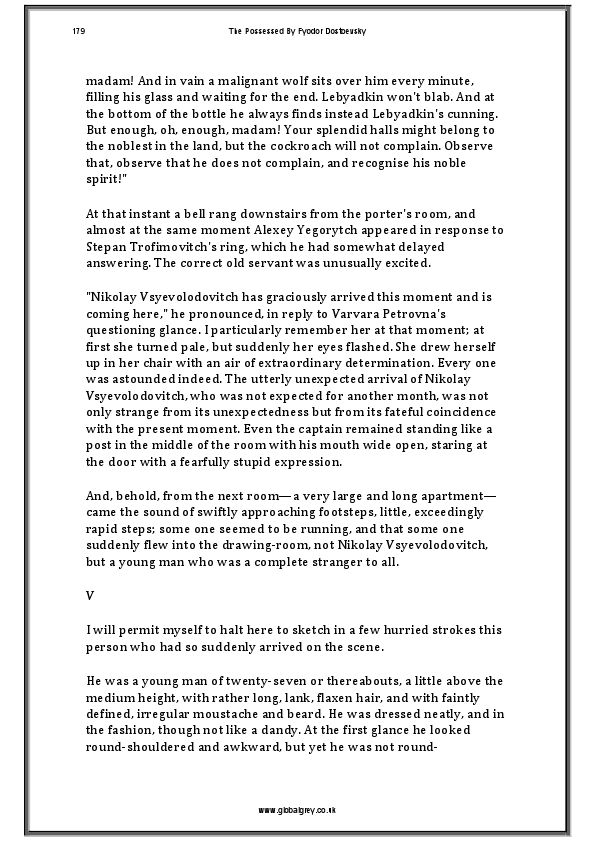 179 The Possessed By Fyodor Dostoevsky
madam! And in vain a malignant wolf sits over him every minute,
filling his glass and waiting for the end. Lebyadkin won't blab. And at
the bottom of the bottle he always finds instead Lebyadkin's cunning.
But enough, oh, enough, madam! Your splendid halls might belong to
the noblest in the land, but the cockroach will not complain. Observe
that, observe that he does not complain, and recognise his noble
spirit!"
At that instant a bell rang downstairs from the porter's room, and
almost at the same moment Alexey Yegorytch appeared in response to
Stepan Trofimovitch's ring, which he had somewhat delayed
answering. The correct old servant was unusually excited.
"Nikolay Vsyevolodovitch has graciously arrived this moment and is
coming here," he pronounced, in reply to Varvara Petrovna's
questioning glance. I particularly remember her at that moment; at
first she turned pale, but suddenly her eyes flashed. She drew herself
up in her chair with an air of extraordinary determination. Every one
was astounded indeed. The utterly unexpected arrival of Nikolay
Vsyevolodovitch, who was not expected for another month, was not
only strange from its unexpectedness but from its fateful coincidence
with the present moment. Even the captain remained standing like a
post in the middle of the room with his mouth wide open, staring at
the door with a fearfully stupid expression.
And, behold, from the next room—a very large and long apartment—
came the sound of swiftly approaching footsteps, little, exceedingly
rapid steps; some one seemed to be running, and that some one
suddenly flew into the drawing-room, not Nikolay Vsyevolodovitch,
but a young man who was a complete stranger to all.
V
I will permit myself to halt here to sketch in a few hurried strokes this
person who had so suddenly arrived on the scene.
He was a young man of twenty-seven or thereabouts, a little above the
medium height, with rather long, lank, flaxen hair, and with faintly
defined, irregular moustache and beard. He was dressed neatly, and in
the fashion, though not like a dandy. At the first glance he looked
round-shouldered and awkward, but yet he was not round-
www.globalgrey.co.uk